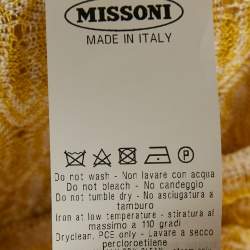 MISSONI
MADE IN ITALY
P
Do not wash - Non lavare con acqua
Do not bleach - No candeggio
Do not tumble dry - No asciugatura a
tamburo
Iron at low temperature - stiratura al
massimo a 110 gradi
Dryclean, PCE only - Lavare a secco
percloroetilene